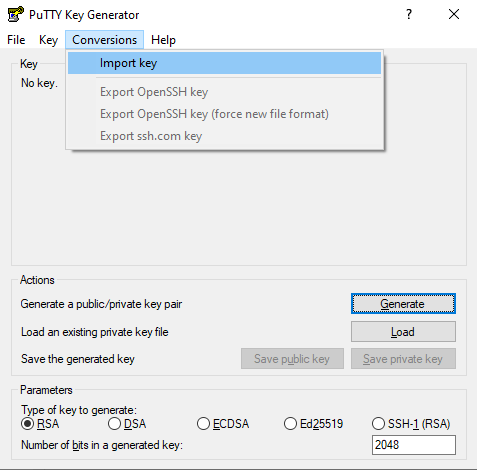 PuTTY Key Generator
File Key Conversions Help
Import key
Export OpenSSH key
Export OpenSSH key (force new file format)
Export ssh.com key
Key
No key.
Actions
Generate a public/private key pair
Generate
Load an existing private key file
Load
Save the generated key
Save public key
Save private key
Parameters
Type of key to generate:
RSA DSA ECDSA Ed25519 SSH-1 (RSA)
Number of bits in a generated key:
2048